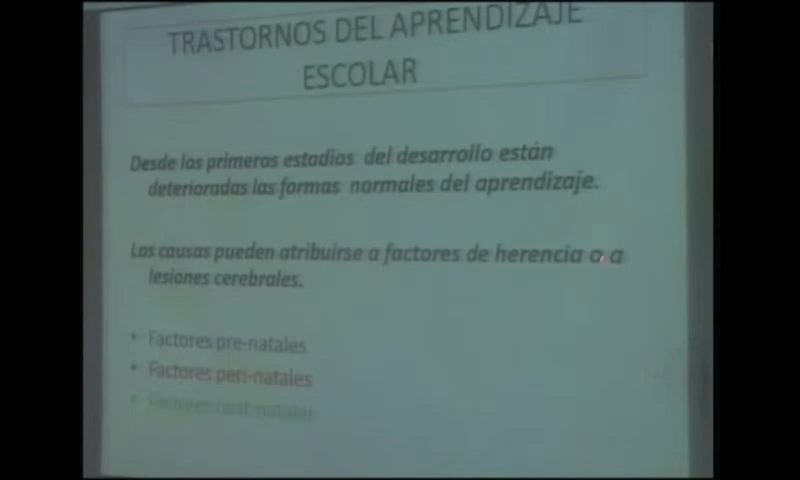 TRASTORNOS DEL APRENDIZAJE
ESCOLAR
Desde los primeros estadios del desarrollo están
deterioradas las formas normales del aprendizaje.
Las causas pueden atribuirse a factores de herencia o a
lesiones cerebrales.
• Factores pre-natales
• Factores peri-natales
• Factores post-natales